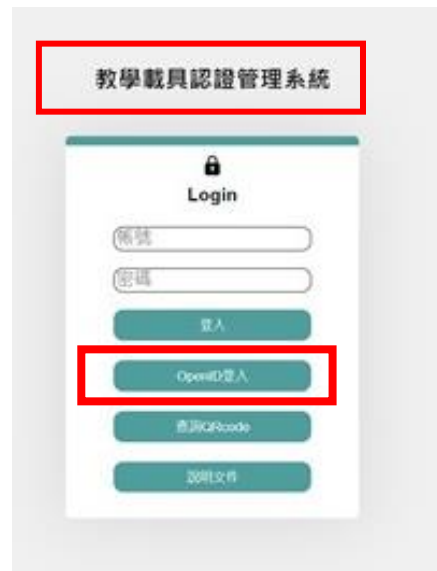 教學載具認證管理系統
Login
帳號
密碼
登入
OpenID登入
查詢QRcode
說明文件